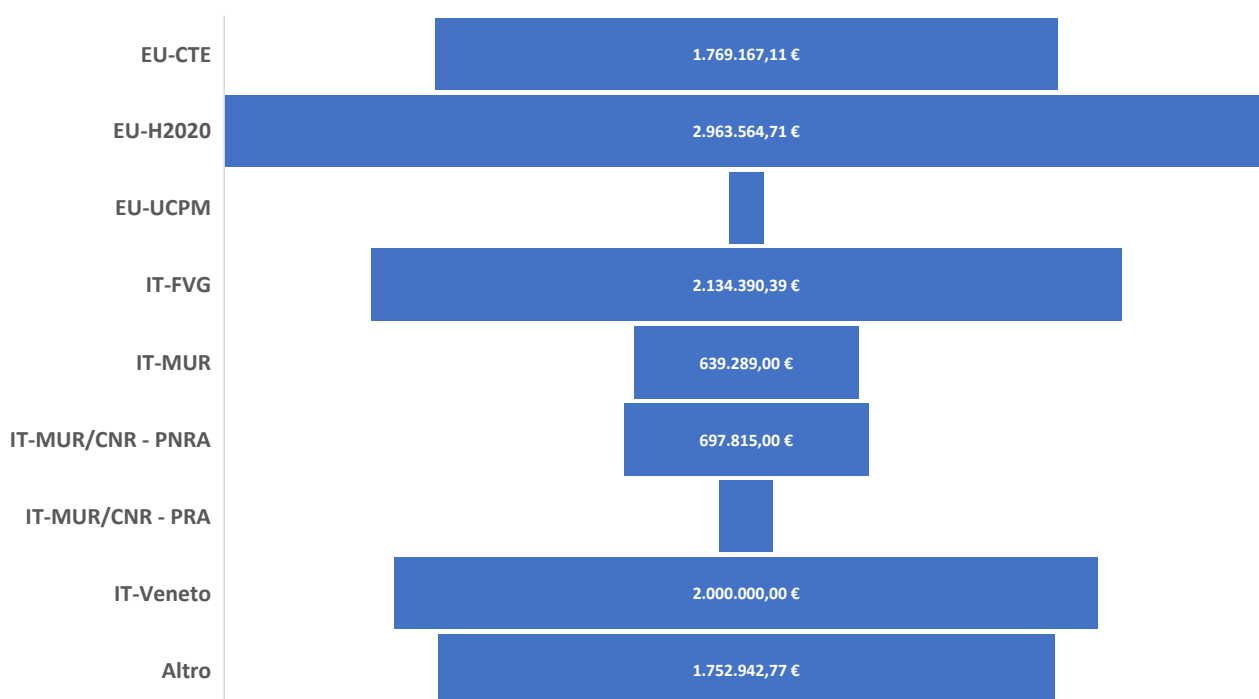 EU-CTE 1.769.167,11 €
EU-H2020 2.963.564,71 €
EU-UCPM
IT-FVG 2.134.390,39 €
IT-MUR 639.289,00 €
IT-MUR/CNR - PNRA 697.815,00 €
IT-MUR/CNR - PRA
IT-Veneto 2.000.000,00 €
Altro 1.752.942,77 €